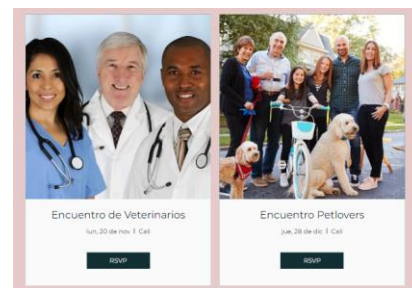 Encuentro de Veterinarios
lun, 20 de nov | Cali
RSVP
Encuentro Petlovers
jue, 28 de dic | Cali
RSVP